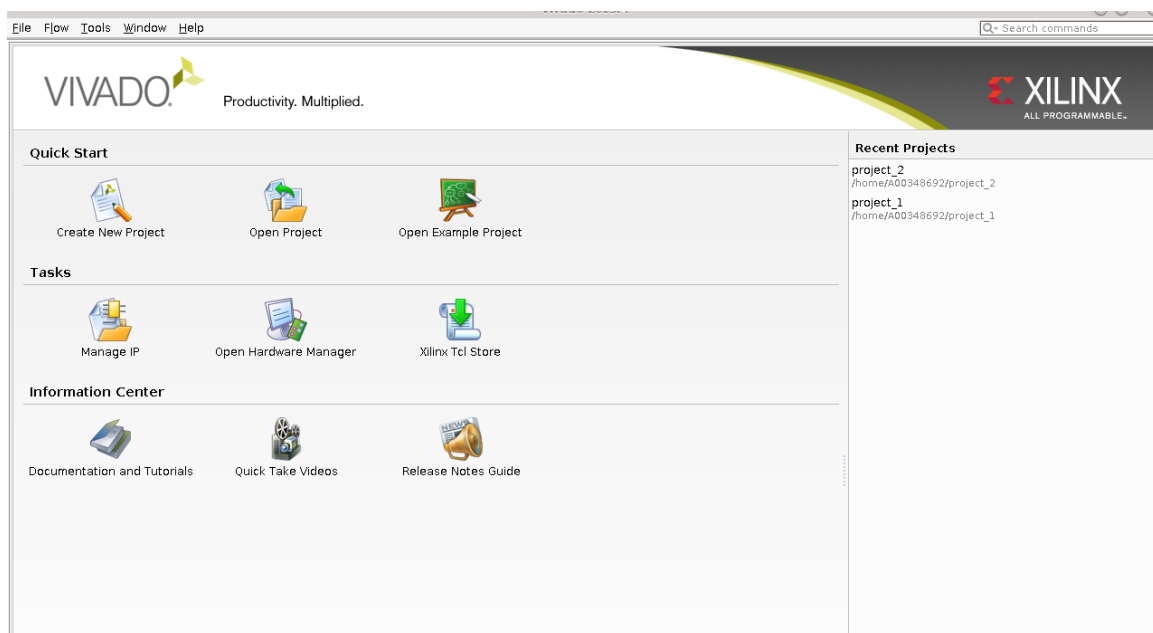 File Flow Tools Window Help
Search commands
VIVADO. Productivity. Multiplied.
XILINX
ALL PROGRAMMABLE™
Quick Start
Create New Project Open Project Open Example Project
Tasks
Manage IP Open Hardware Manager Xilinx Tcl Store
Information Center
NEWS
Documentation and Tutorials Quick Take Videos Release Notes Guide
Recent Projects
project_2
/home/A00348692/project_2
project_1
/home/A00348692/project_1